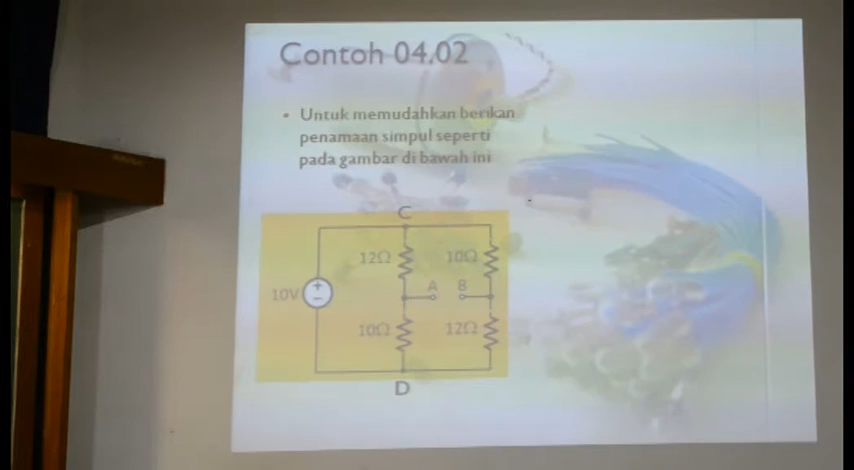 Contoh 04.02
• Untuk memudahkan berikan
penamaan simpul seperti
pada gambar di bawah ini
C
12Ω 10Ω
A B
10V + −
10Ω 12Ω
D